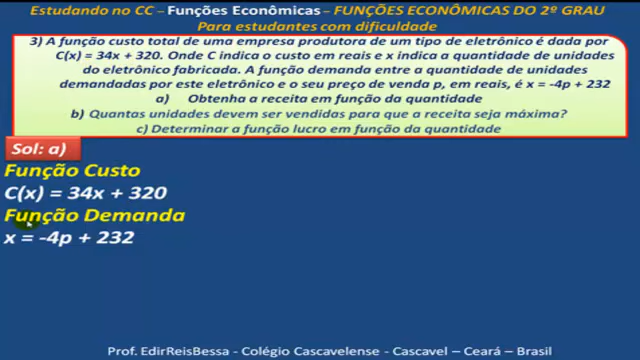 Estudando no CC – Funções Econômicas – FUNÇÕES ECONÔMICAS DO 2º GRAU
Para estudantes com dificuldade
3) A função custo total de uma empresa produtora de um tipo de eletrônico é dada por
C(x) = 34x + 320. Onde C indica o custo em reais e x indica a quantidade de unidades
do eletrônico fabricada. A função demanda entre a quantidade de unidades
demandadas por este eletrônico e o seu preço de venda p, em reais, é x = -4p + 232
a) Obtenha a receita em função da quantidade
b) Quantas unidades devem ser vendidas para que a receita seja máxima?
c) Determinar a função lucro em função da quantidade
Sol: a)
Função Custo
C(x) = 34x + 320
Função Demanda
x = -4p + 232
Prof. EdirReisBessa - Colégio Cascavelense - Cascavel – Ceará – Brasil